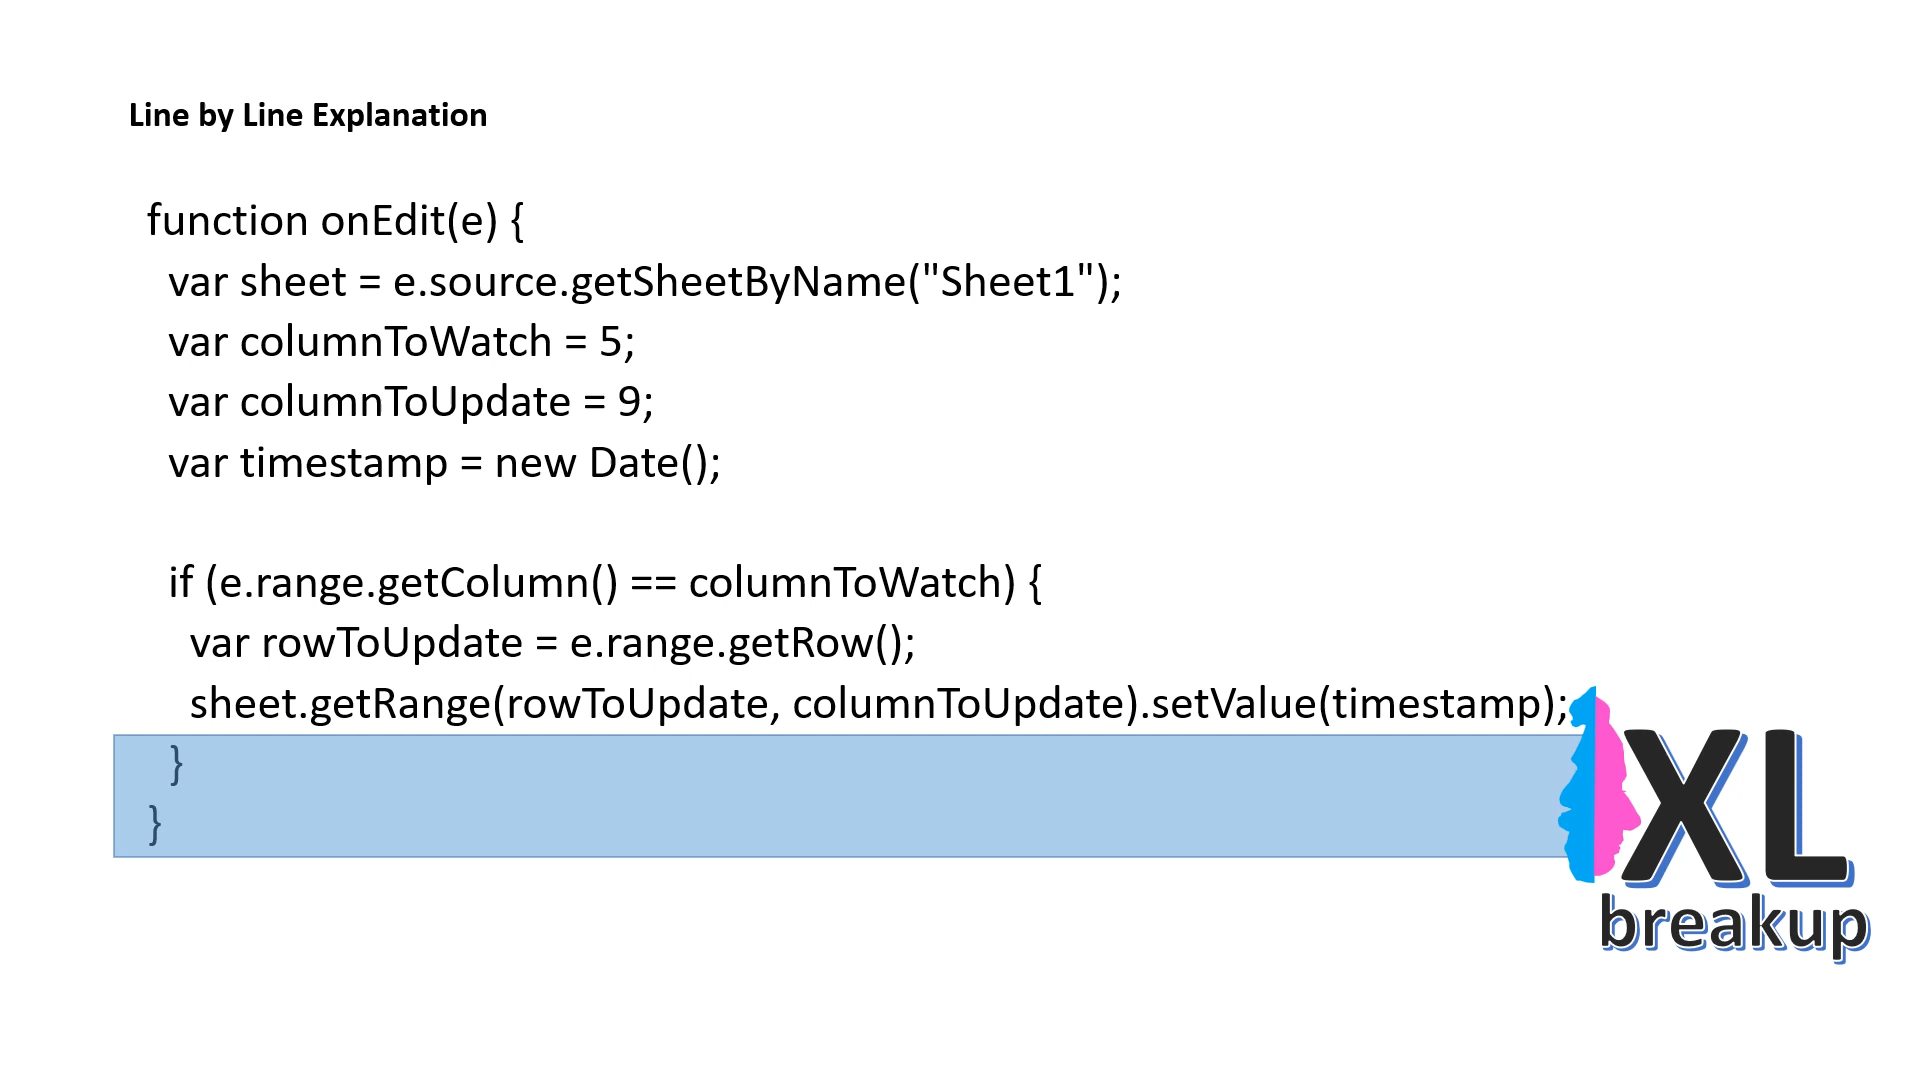 Line by Line Explanation
function onEdit(e) {
var sheet = e.source.getSheetByName("Sheet1");
var columnToWatch = 5;
var columnToUpdate = 9;
var timestamp = new Date();
if (e.range.getColumn() == columnToWatch) {
var rowToUpdate = e.range.getRow();
sheet.getRange(rowToUpdate, columnToUpdate).setValue(timestamp);
}
}
XL
breakup